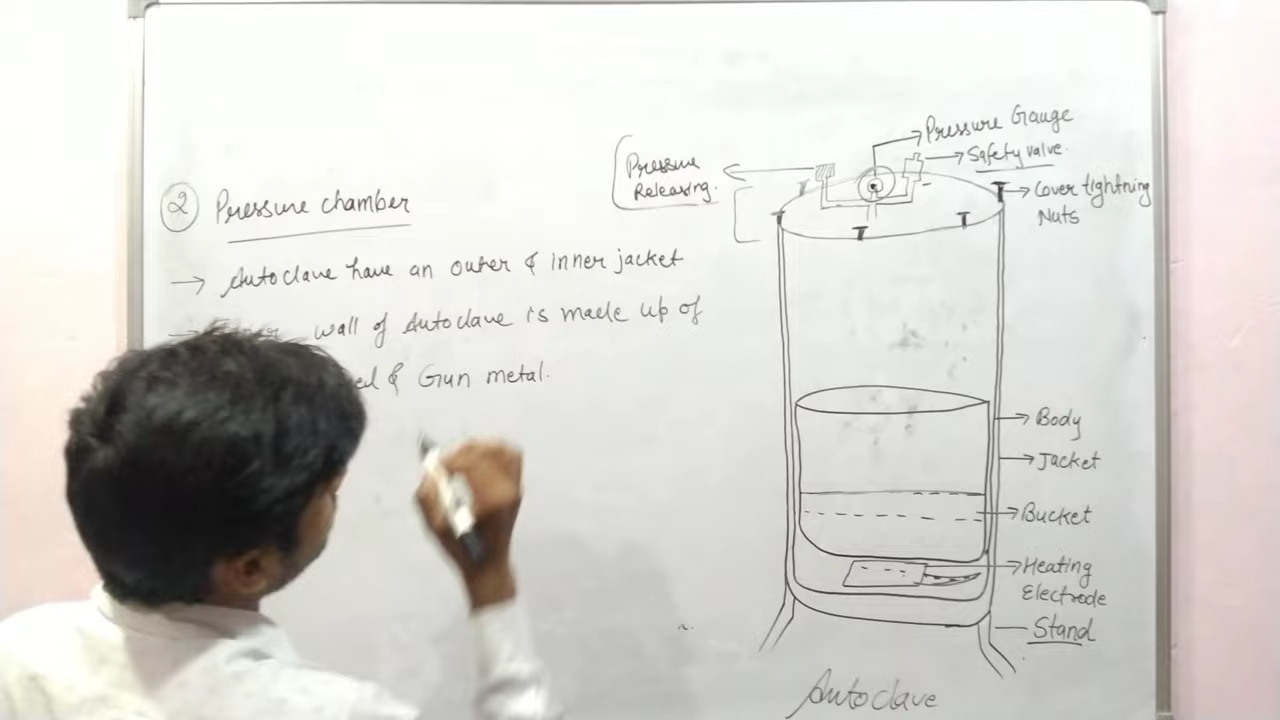 ② Pressure chamber
→ Autoclave have an outer & inner jacket
→ wall of Autoclave is made up of
& Gun metal.
Pressure
Releasing.
Pressure Gauge
Safety valve.
Cover tightning
Nuts
Body
Jacket
Bucket
Heating
Electrode
Stand
Autoclave